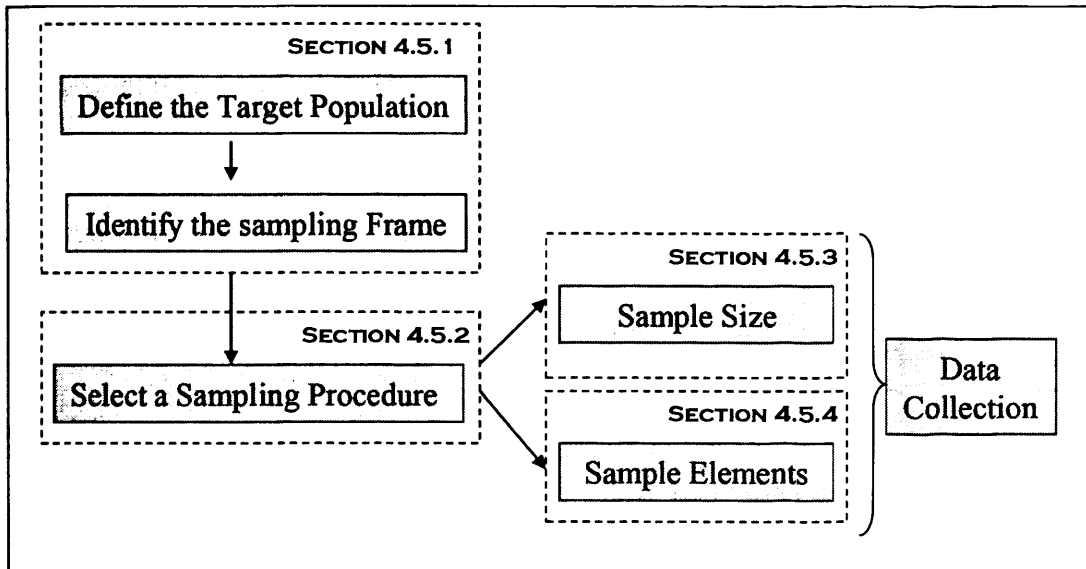 SECTION 4.5.1
Define the Target Population
Identify the sampling Frame
SECTION 4.5.2
Select a Sampling Procedure
SECTION 4.5.3
Sample Size
SECTION 4.5.4
Sample Elements
Data
Collection